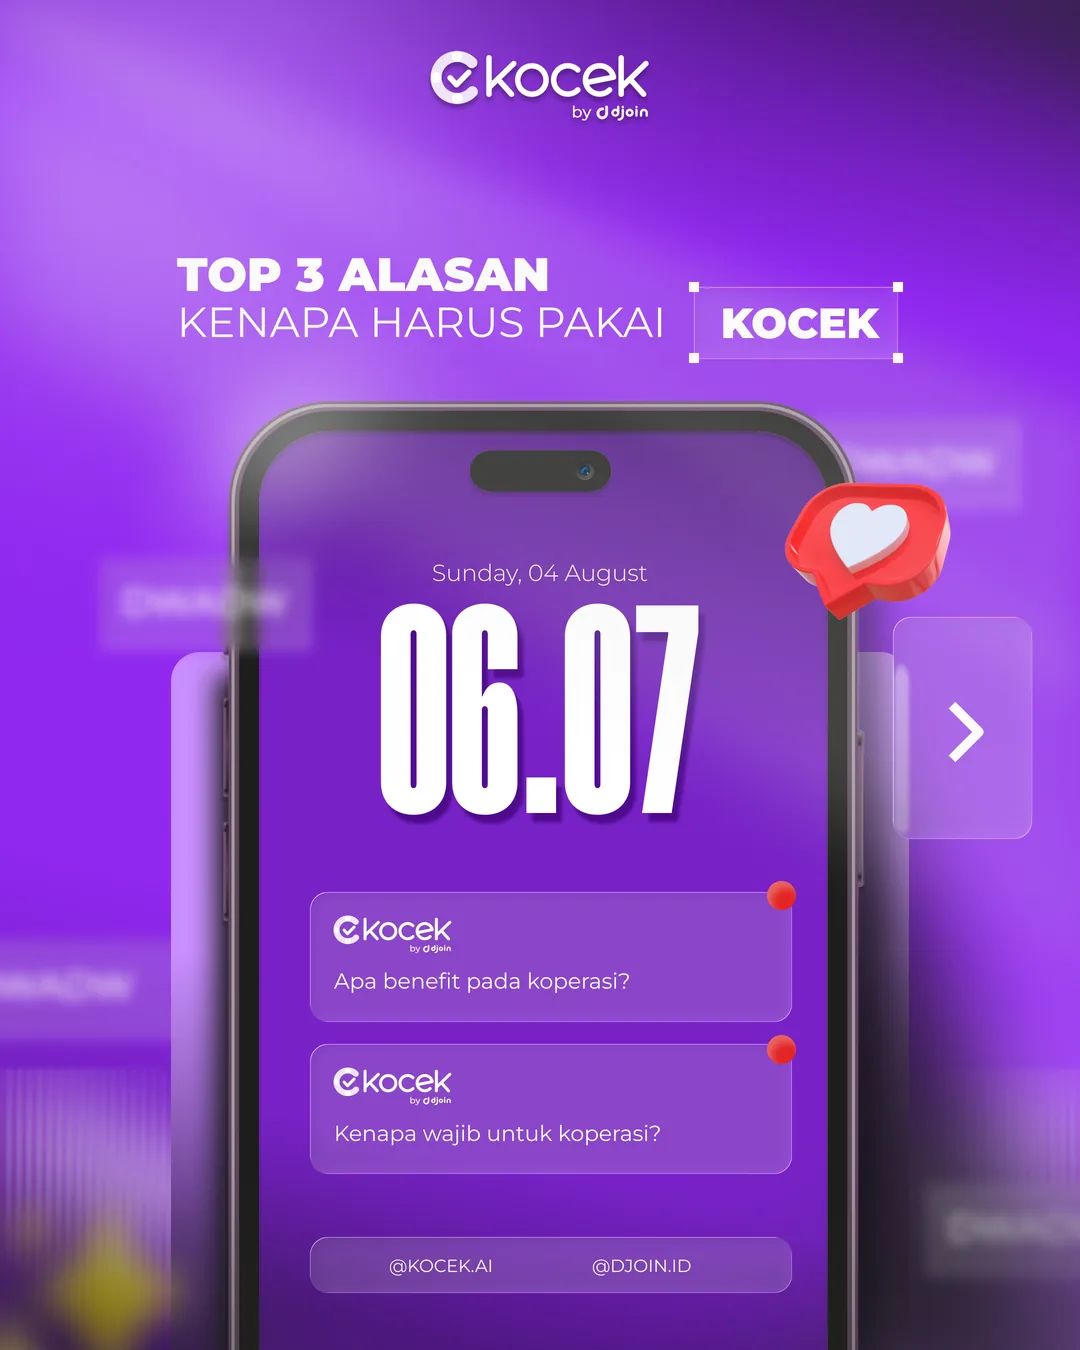 kocek
by djoin
TOP 3 ALASAN
KENAPA HARUS PAKAI KOCEK
Sunday, 04 August
06.07
kocek
by djoin
Apa benefit pada koperasi?
kocek
by djoin
Kenapa wajib untuk koperasi?
@KOCEK.AI @DJOIN.ID